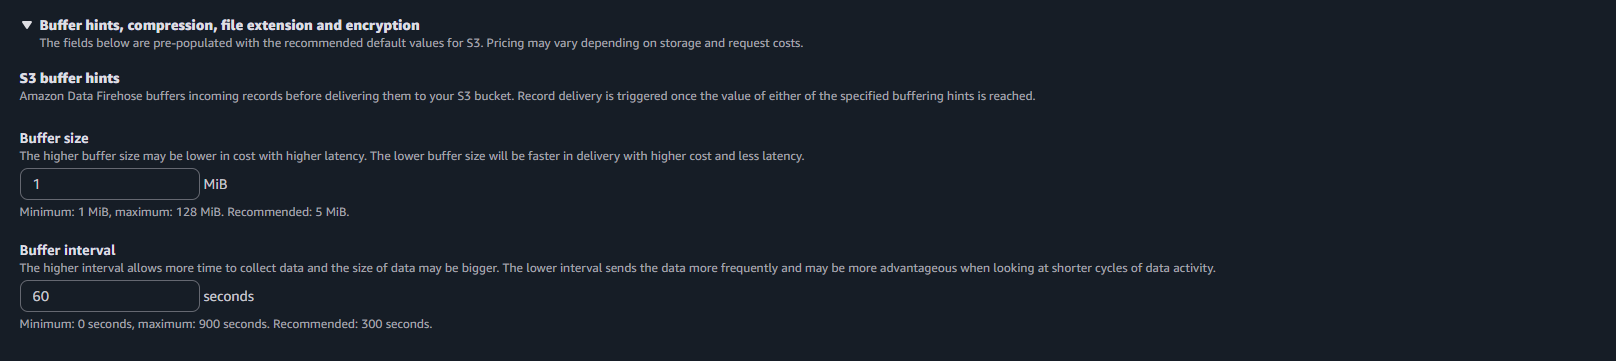 Buffer hints, compression, file extension and encryption
The fields below are pre-populated with the recommended default values for S3. Pricing may vary depending on storage and request costs.
S3 buffer hints
Amazon Data Firehose buffers incoming records before delivering them to your S3 bucket. Record delivery is triggered once the value of either of the specified buffering hints is reached.
Buffer size
The higher buffer size may be lower in cost with higher latency. The lower buffer size will be faster in delivery with higher cost and less latency.
1 MiB
Minimum: 1 MiB, maximum: 128 MiB. Recommended: 5 MiB.
Buffer interval
The higher interval allows more time to collect data and the size of data may be bigger. The lower interval sends the data more frequently and may be more advantageous when looking at shorter cycles of data activity.
60 seconds
Minimum: 0 seconds, maximum: 900 seconds. Recommended: 300 seconds.